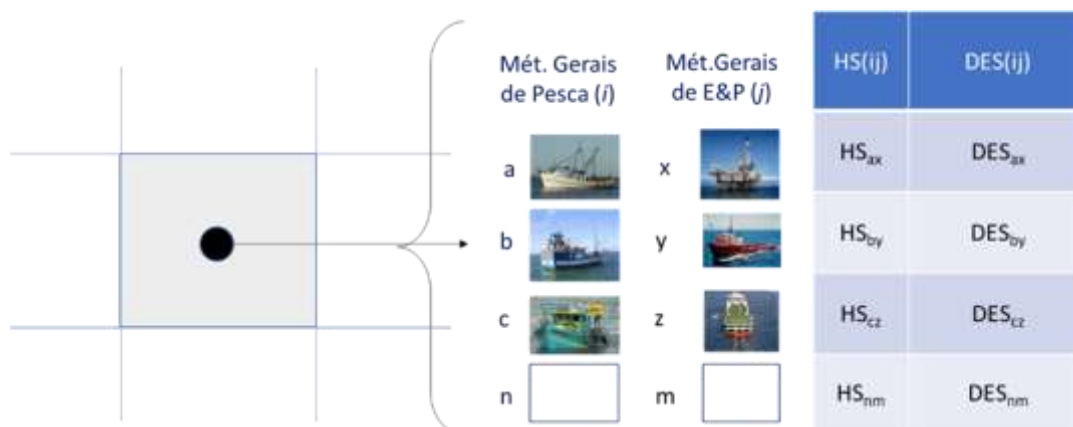 Mét. Gerais
de Pesca (i)
Mét.Gerais
de E&P (j)
HS(ij)
DES(ij)
a
x
HSax
DESax
b
y
HSby
DESby
c
z
HScz
DEScz
n
m
HSnm
DESnm